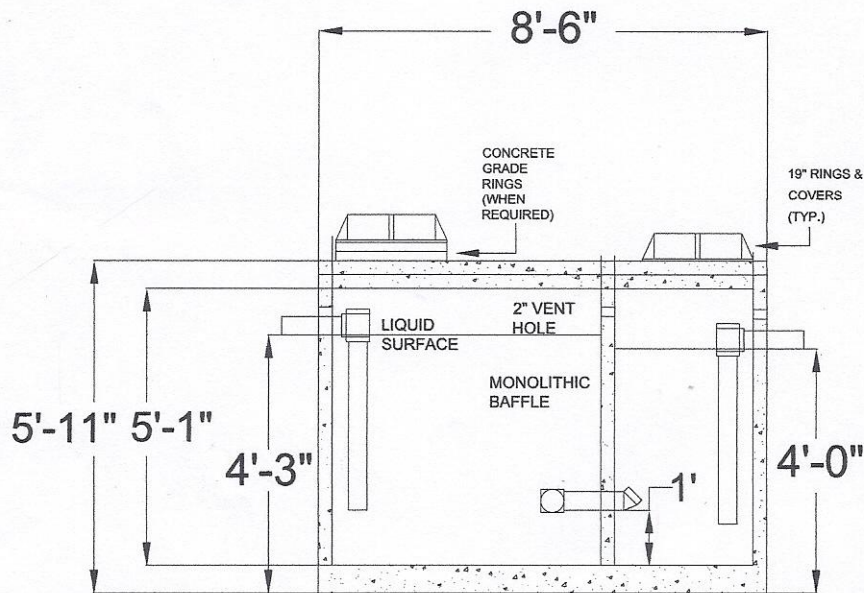 8'-6"
CONCRETE
GRADE
RINGS
(WHEN
REQUIRED)
19" RINGS &
COVERS
(TYP.)
LIQUID
SURFACE
2" VENT
HOLE
MONOLITHIC
BAFFLE
5'-11"
5'-1"
4'-3"
1'
4'-0"